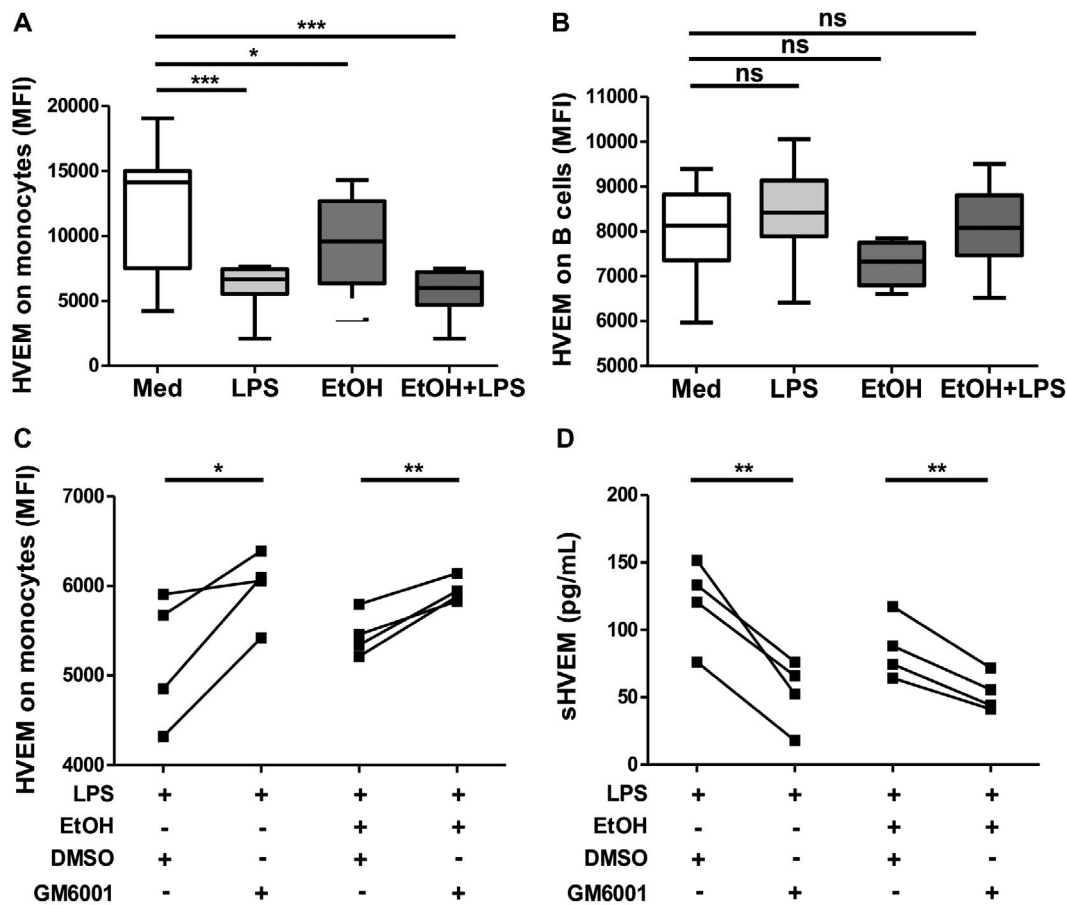 A
***
*
***
HVEM on monocytes (MFI)
20000
15000
10000
5000
0
Med LPS EtOH EtOH+LPS
B
ns
ns
ns
HVEM on B cells (MFI)
11000
10000
9000
8000
7000
6000
5000
Med LPS EtOH EtOH+LPS
C
* **
HVEM on monocytes (MFI)
7000
6000
5000
4000
LPS + + + +
EtOH - - + +
DMSO + - + -
GM6001 - + - +
D
** **
sHVEM (pg/mL)
200
150
100
50
0
LPS + + + +
EtOH - - + +
DMSO + - + -
GM6001 - + - +